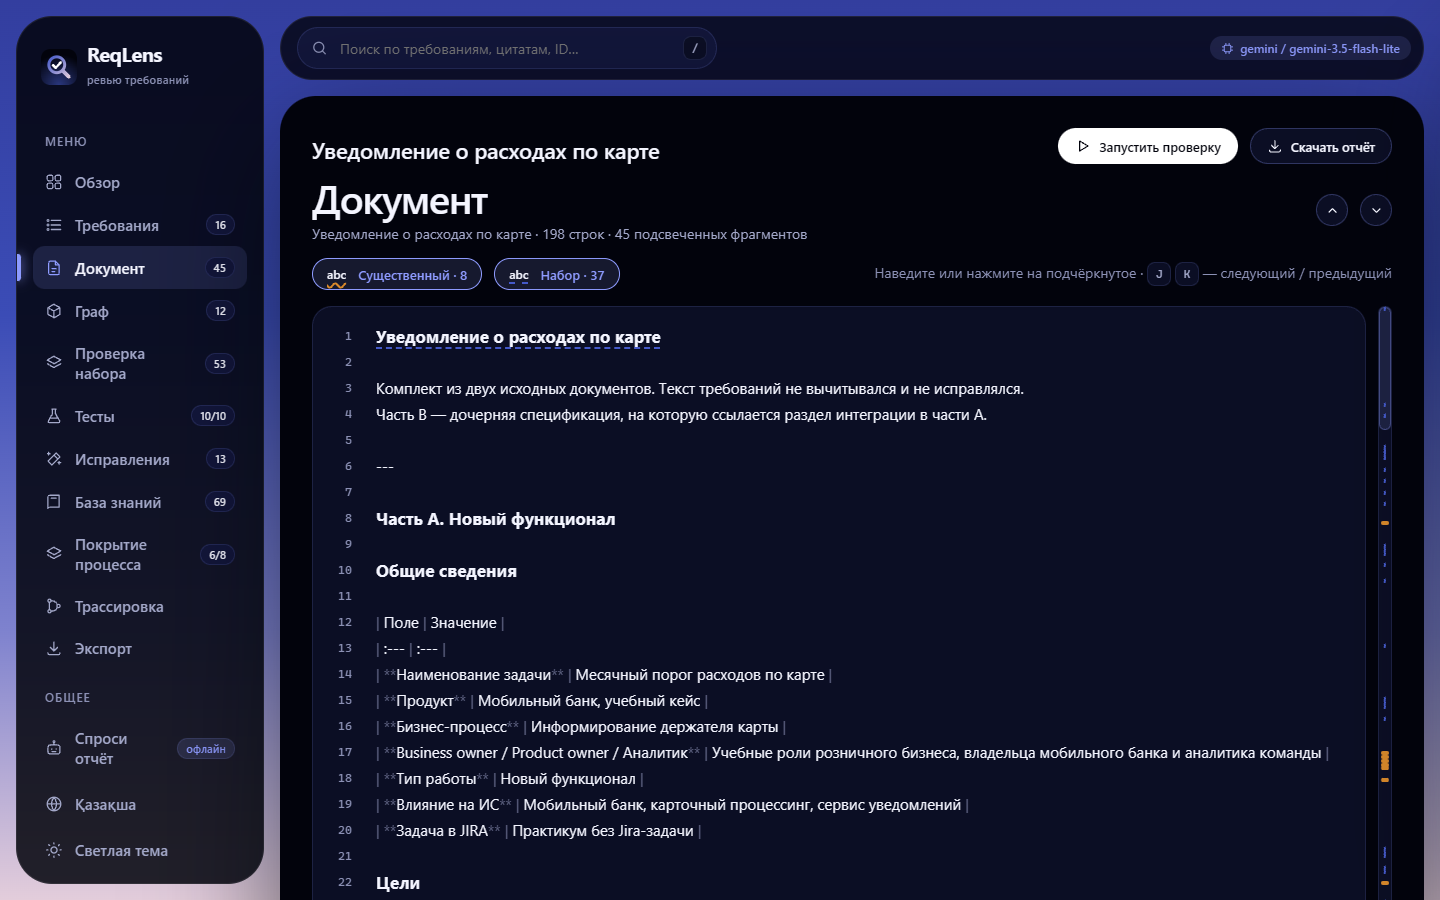 ReqLens
ревью требований
МЕНЮ
Обзор
Требования 16
Документ 45
Граф 12
Проверка набора 53
Тесты 10/10
Исправления 13
База знаний 69
Покрытие процесса 6/8
Трассировка
Экспорт
ОБЩЕЕ
Спроси отчёт офлайн
Қазақша
Светлая тема
Поиск по требованиям, цитатам, ID... /
gemini / gemini-3.5-flash-lite
Уведомление о расходах по карте
Запустить проверку
Скачать отчёт
Документ
Уведомление о расходах по карте · 198 строк · 45 подсвеченных фрагментов
abc Существенный · 8
abc Набор · 37
Наведите или нажмите на подчёркнутое · J K — следующий / предыдущий
1 Уведомление о расходах по карте
2
3 Комплект из двух исходных документов. Текст требований не вычитывался и не исправлялся.
4 Часть B — дочерняя спецификация, на которую ссылается раздел интеграции в части A.
5
6 ---
7
8 Часть A. Новый функционал
9
10 Общие сведения
11
12 | Поле | Значение |
13 | :--- | :--- |
14 | **Наименование задачи** | Месячный порог расходов по карте |
15 | **Продукт** | Мобильный банк, учебный кейс |
16 | **Бизнес-процесс** | Информирование держателя карты |
17 | **Business owner / Product owner / Аналитик** | Учебные роли розничного бизнеса, владельца мобильного банка и аналитика команды |
18 | **Тип работы** | Новый функционал |
19 | **Влияние на ИС** | Мобильный банк, карточный процессинг, сервис уведомлений |
20 | **Задача в JIRA** | Практикум без Jira-задачи |
21
22 Цели